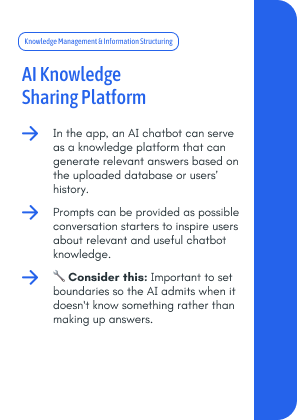 Knowledge Management & Information Structuring
AI Knowledge
Sharing Platform
In the app, an AI chatbot can serve
as a knowledge platform that can
generate relevant answers based on
the uploaded database or users'
history.
Prompts can be provided as possible
conversation starters to inspire users
about relevant and useful chatbot
knowledge.
🔧 Consider this: Important to set
boundaries so the AI admits when it
doesn't know something rather than
making up answers.